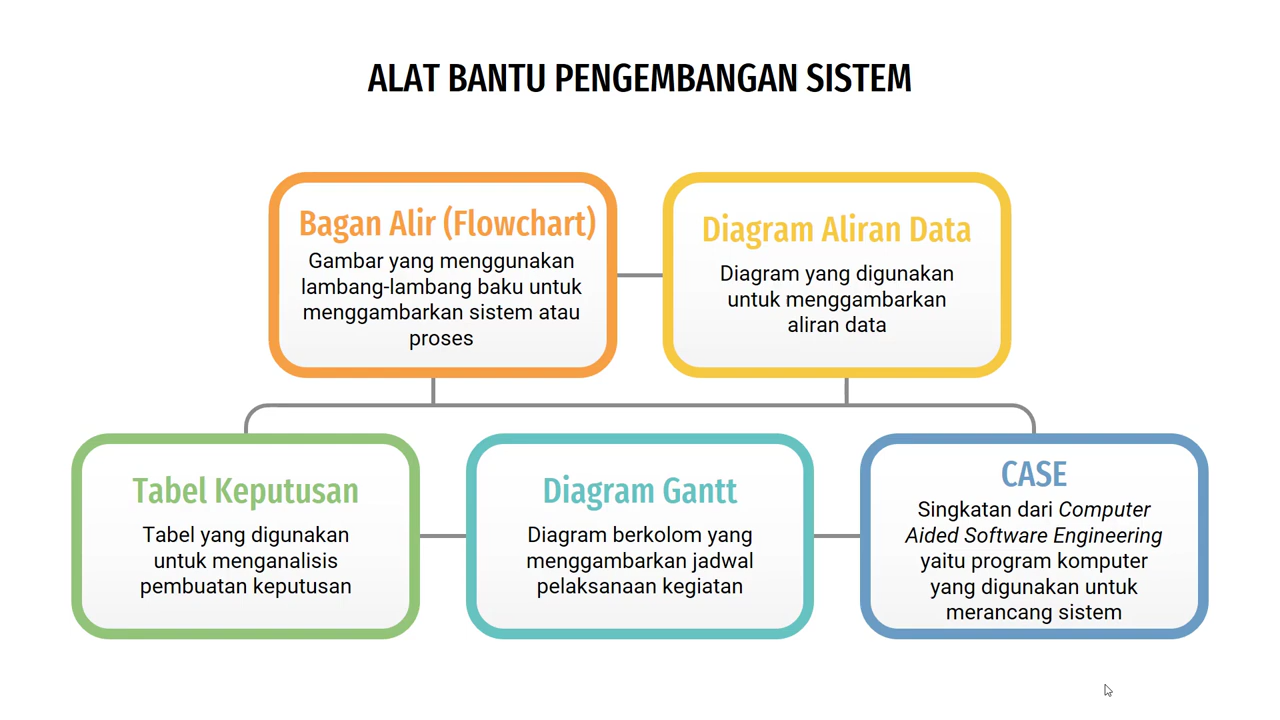 ALAT BANTU PENGEMBANGAN SISTEM
Bagan Alir (Flowchart)
Gambar yang menggunakan
lambang-lambang baku untuk
menggambarkan sistem atau
proses
Diagram Aliran Data
Diagram yang digunakan
untuk menggambarkan
aliran data
Tabel Keputusan
Tabel yang digunakan
untuk menganalisis
pembuatan keputusan
Diagram Gantt
Diagram berkolom yang
menggambarkan jadwal
pelaksanaan kegiatan
CASE
Singkatan dari Computer
Aided Software Engineering
yaitu program komputer
yang digunakan untuk
merancang sistem